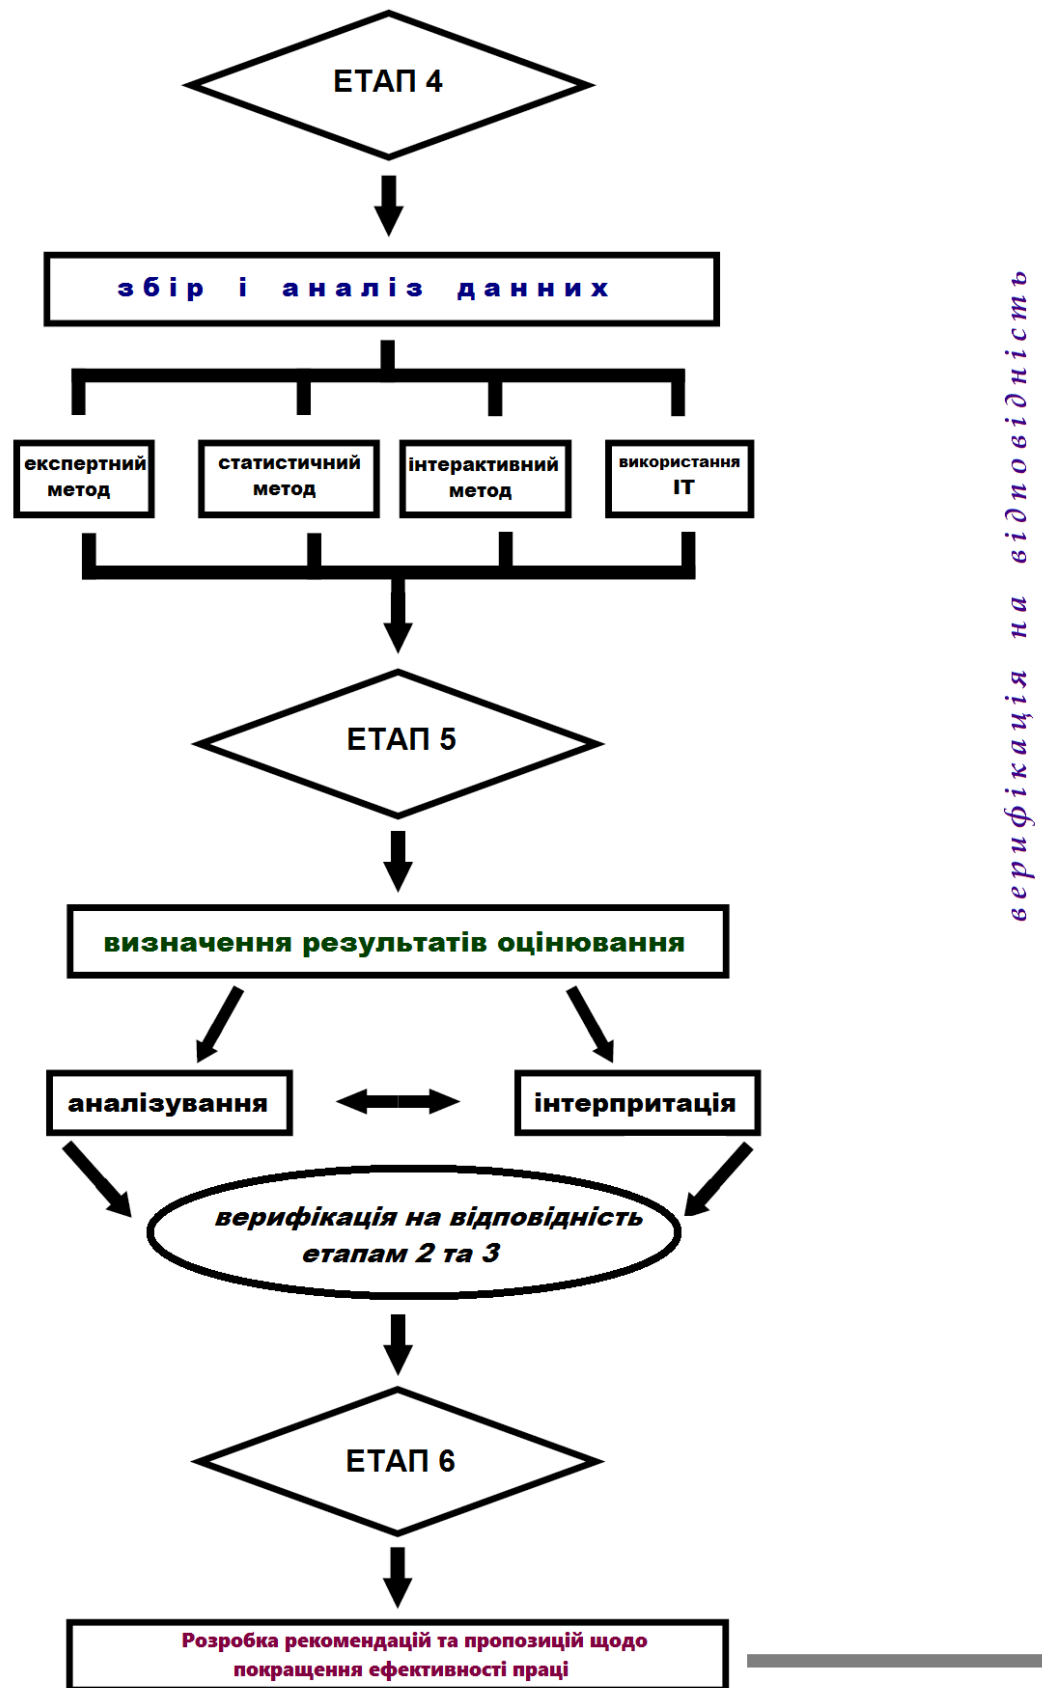 ЕТАП 4
збір і аналіз данних
експертний
метод
статистичний
метод
інтерактивний
метод
використання
ІТ
ЕТАП 5
визначення результатів оцінювання
аналізування
інтерпритація
верифікація на відповідність
етапам 2 та 3
ЕТАП 6
Розробка рекомендацій та пропозицій щодо
покращення ефективності праці
верифікація на відповідність